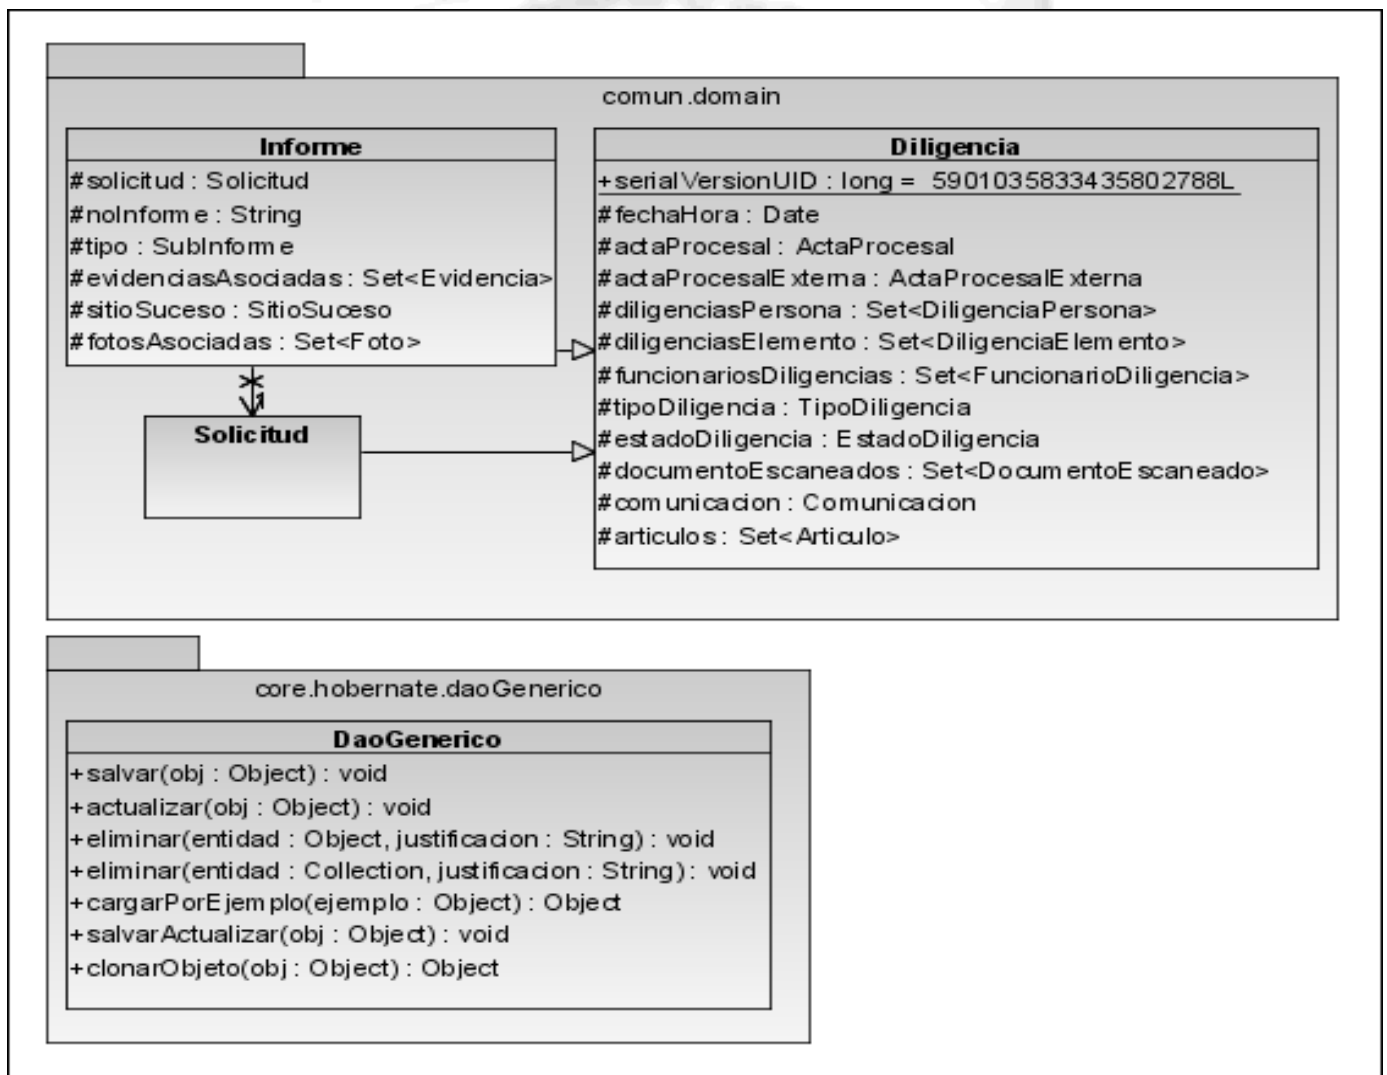 comun.domain
Informe
#solicitud : Solicitud
#noInforme : String
#tipo : SubInforme
#evidenciasAsociadas : Set<Evidencia>
#sitioSuceso : SitioSuceso
#fotosAsociadas : Set<Foto>
*
1
Solicitud
Diligencia
+serialVersionUID : long = 5901035833435802788L
#fechaHora : Date
#actaProcesal : ActaProcesal
#actaProcesalExterna : ActaProcesalExterna
#diligenciasPersona : Set<DiligenciaPersona>
#diligenciasElemento : Set<DiligenciaElemento>
#funcionariosDiligencias : Set<FuncionarioDiligencia>
#tipoDiligencia : TipoDiligencia
#estadoDiligencia : EstadoDiligencia
#documentoEscaneados : Set<DocumentoEscaneado>
#comunicacion : Comunicacion
#articulos : Set<Articulo>
core.hobernate.daoGenerico
DaoGenerico
+salvar(obj : Object) : void
+actualizar(obj : Object) : void
+eliminar(entidad : Object, justificacion : String) : void
+eliminar(entidad : Collection, justificacion : String) : void
+cargarPorEjemplo(ejemplo : Object) : Object
+salvarActualizar(obj : Object) : void
+clonarObjeto(obj : Object) : Object